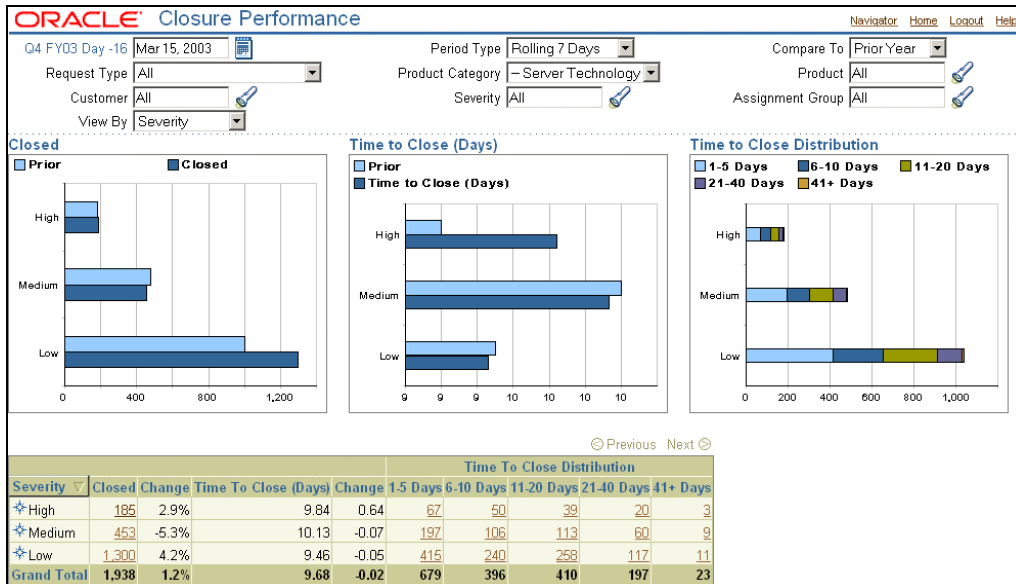 ORACLE Closure Performance
Navigator Home Logout Help
Q4 FY03 Day -16 Mar 15, 2003 Period Type Rolling 7 Days Compare To Prior Year
Request Type All Product Category – Server Technology Product All
Customer All Severity All Assignment Group All
View By Severity
Closed
Prior Closed
High
Medium
Low
0 400 800 1,200
Time to Close (Days)
Prior
Time to Close (Days)
High
Medium
Low
9 9 9 10 10 10 10
Time to Close Distribution
1-5 Days 6-10 Days 11-20 Days
21-40 Days 41+ Days
High
Medium
Low
0 200 400 600 800 1,000
Previous Next
Time To Close Distribution
Severity Closed Change Time To Close (Days) Change 1-5 Days 6-10 Days 11-20 Days 21-40 Days 41+ Days
High 185 2.9% 9.84 0.64 67 50 39 20 3
Medium 453 -5.3% 10.13 -0.07 197 106 113 60 9
Low 1,300 4.2% 9.46 -0.05 415 240 258 117 11
Grand Total 1,938 1.2% 9.68 -0.02 679 396 410 197 23